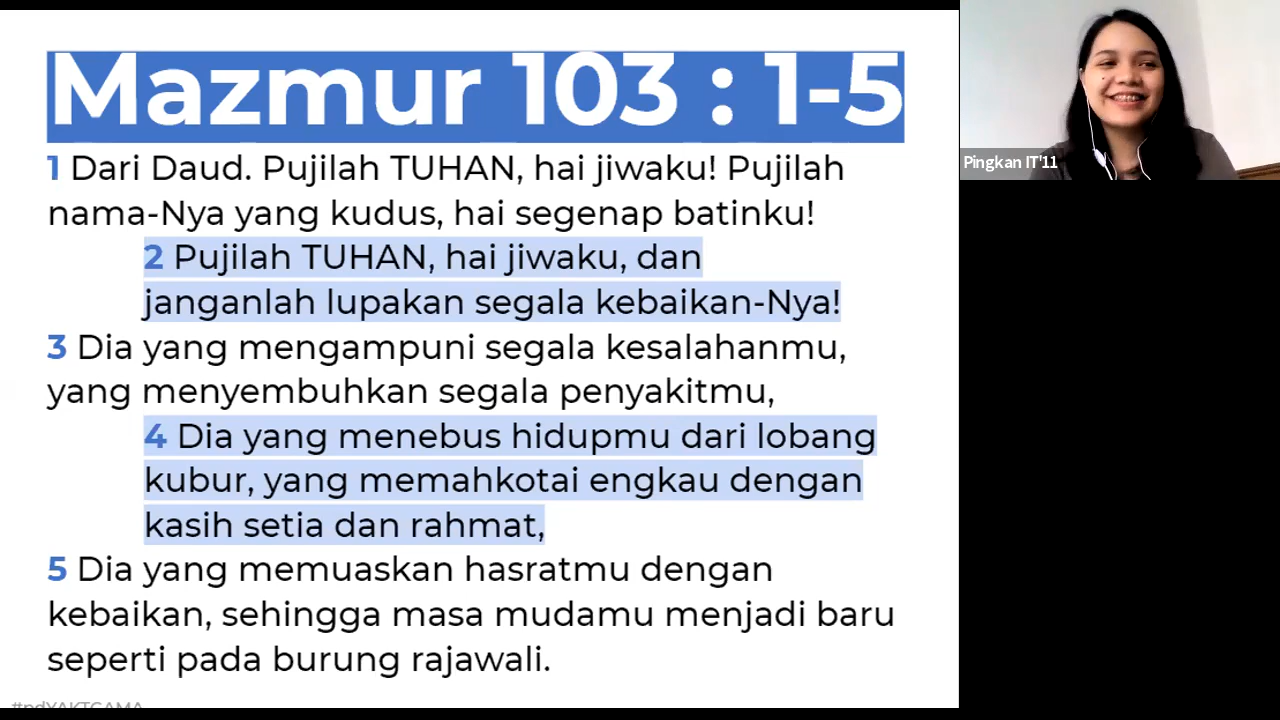 Mazmur 103 : 1-5
1 Dari Daud. Pujilah TUHAN, hai jiwaku! Pujilah
nama-Nya yang kudus, hai segenap batinku!
2 Pujilah TUHAN, hai jiwaku, dan
janganlah lupakan segala kebaikan-Nya!
3 Dia yang mengampuni segala kesalahanmu,
yang menyembuhkan segala penyakitmu,
4 Dia yang menebus hidupmu dari lobang
kubur, yang memahkotai engkau dengan
kasih setia dan rahmat,
5 Dia yang memuaskan hasratmu dengan
kebaikan, sehingga masa mudamu menjadi baru
seperti pada burung rajawali.
Pingkan IT'11